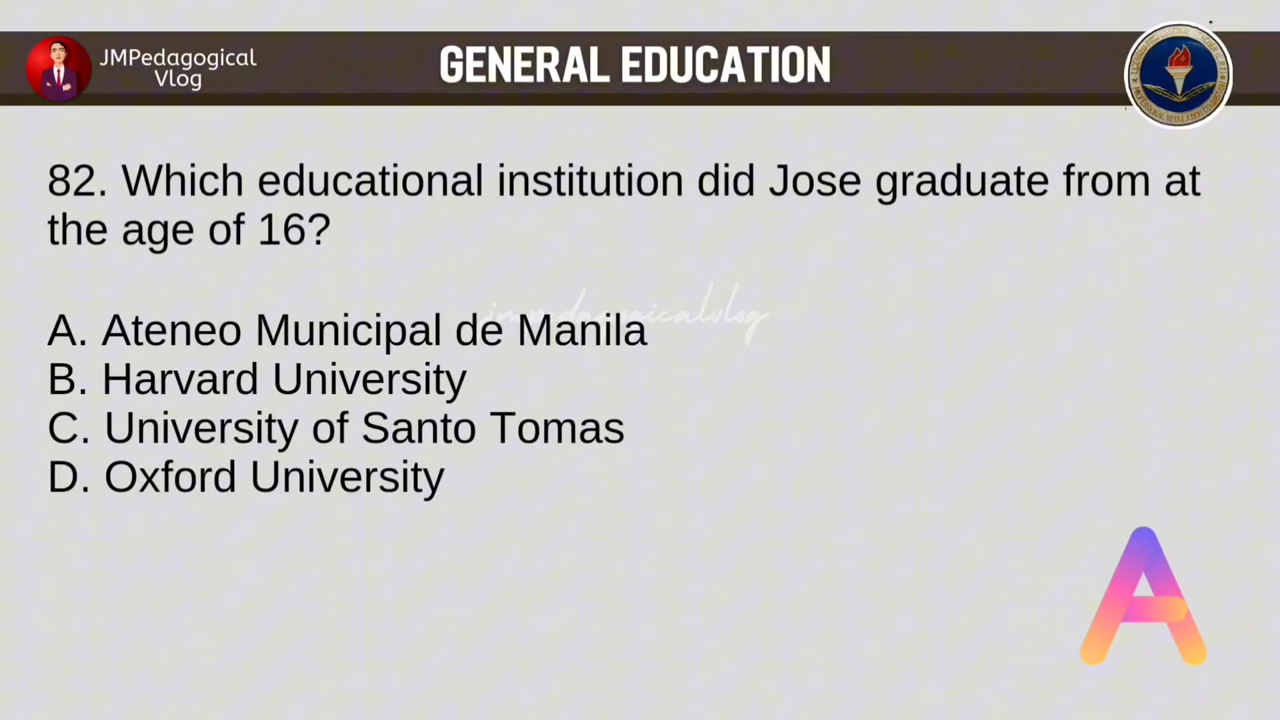 JMPedagogical
Vlog
GENERAL EDUCATION
82. Which educational institution did Jose graduate from at
the age of 16?
A. Ateneo Municipal de Manila
B. Harvard University
C. University of Santo Tomas
D. Oxford University
A